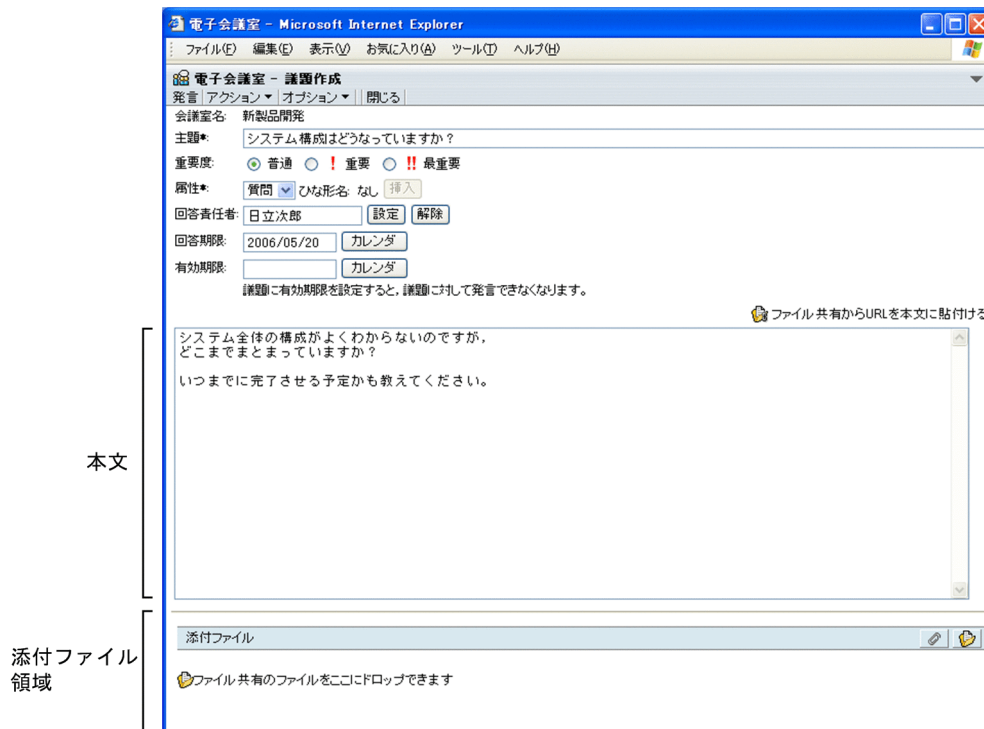 電子会議室 - Microsoft Internet Explorer
ファイル(F) 編集(E) 表示(V) お気に入り(A) ツール(T) ヘルプ(H)
電子会議室 - 議題作成
発言 アクション オプション 閉じる
会議室名: 新製品開発
主題*: システム構成はどうなっていますか？
重要度: 普通 ! 重要 !! 最重要
属性*: 質問 ひな形名: なし 挿入
回答責任者: 日立次郎 設定 解除
回答期限: 2006/05/20 カレンダ
有効期限: カレンダ
議題に有効期限を設定すると，議題に対して発言できなくなります。
ファイル共有からURLを本文に貼付ける
システム全体の構成がよくわからないのですが，
どこまでまとまっていますか？
いつまでに完了させる予定かも教えてください。
本文
添付ファイル
添付ファイル
領域
ファイル共有のファイルをここにドロップできます